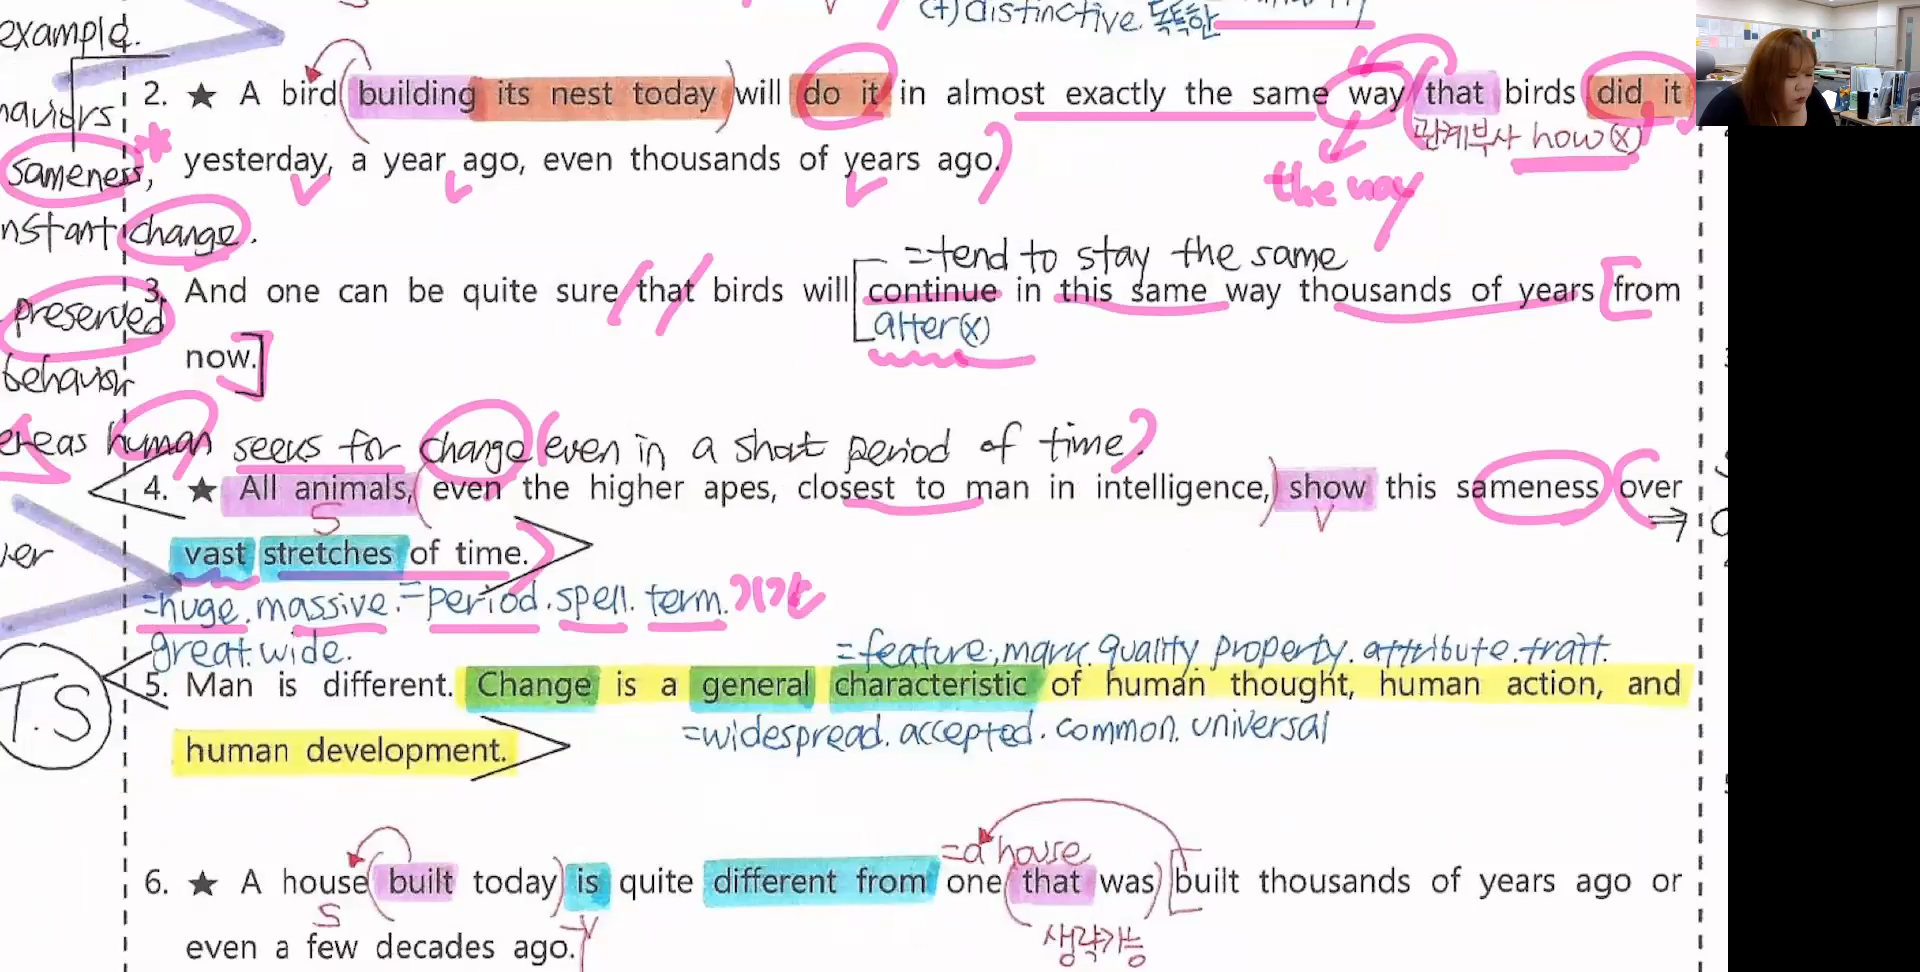 (+)distinctive 독특한
example.
2. ★ A bird building its nest today will do it in almost exactly the same way that birds did it
관계부사 how(x)
sameness,
yesterday, a year ago, even thousands of years ago.
the way
change.
=tend to stay the same
3. And one can be quite sure that birds will continue in this same way thousands of years from
preserved
alter(x)
now.
behavior
human seeks for change even in a short period of time
4. ★ All animals, even the higher apes, closest to man in intelligence, show this sameness over
S
V
vast stretches of time.
=huge. massive. =period. spell. term. 기간
great. wide.
=feature, mark. quality. property. attribute. trait.
T.S
5. Man is different. Change is a general characteristic of human thought, human action, and
=widespread. accepted. common. universal
human development.
=a house
6. ★ A house built today is quite different from one that was built thousands of years ago or
S
V
생략가능
even a few decades ago.